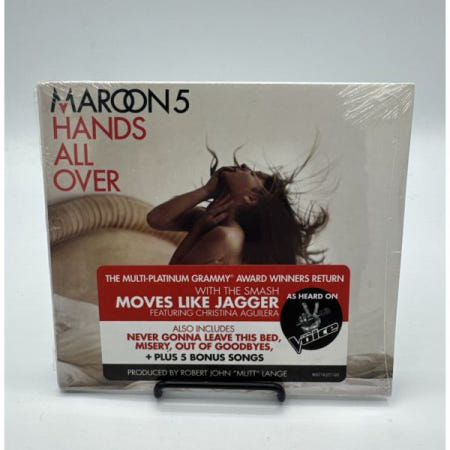 MAROON 5
HANDS
ALL
OVER
THE MULTI-PLATINUM GRAMMY® AWARD WINNERS RETURN
WITH THE SMASH
MOVES LIKE JAGGER
FEATURING CHRISTINA AGUILERA
AS HEARD ON
the Voice
ALSO INCLUDES
NEVER GONNA LEAVE THIS BED,
MISERY, OUT OF GOODBYES,
+ PLUS 5 BONUS SONGS
PRODUCED BY ROBERT JOHN "MUTT" LANGE